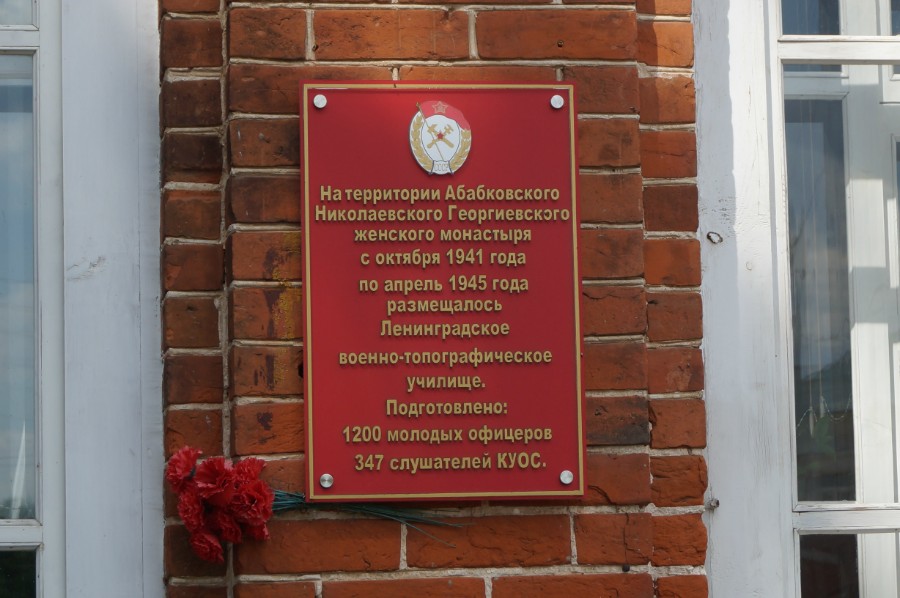 На территории Абабковского
Николаевского Георгиевского
женского монастыря
с октября 1941 года
по апрель 1945 года
размещалось
Ленинградское
военно-топографическое
училище.
Подготовлено:
1200 молодых офицеров
347 слушателей КУОС.